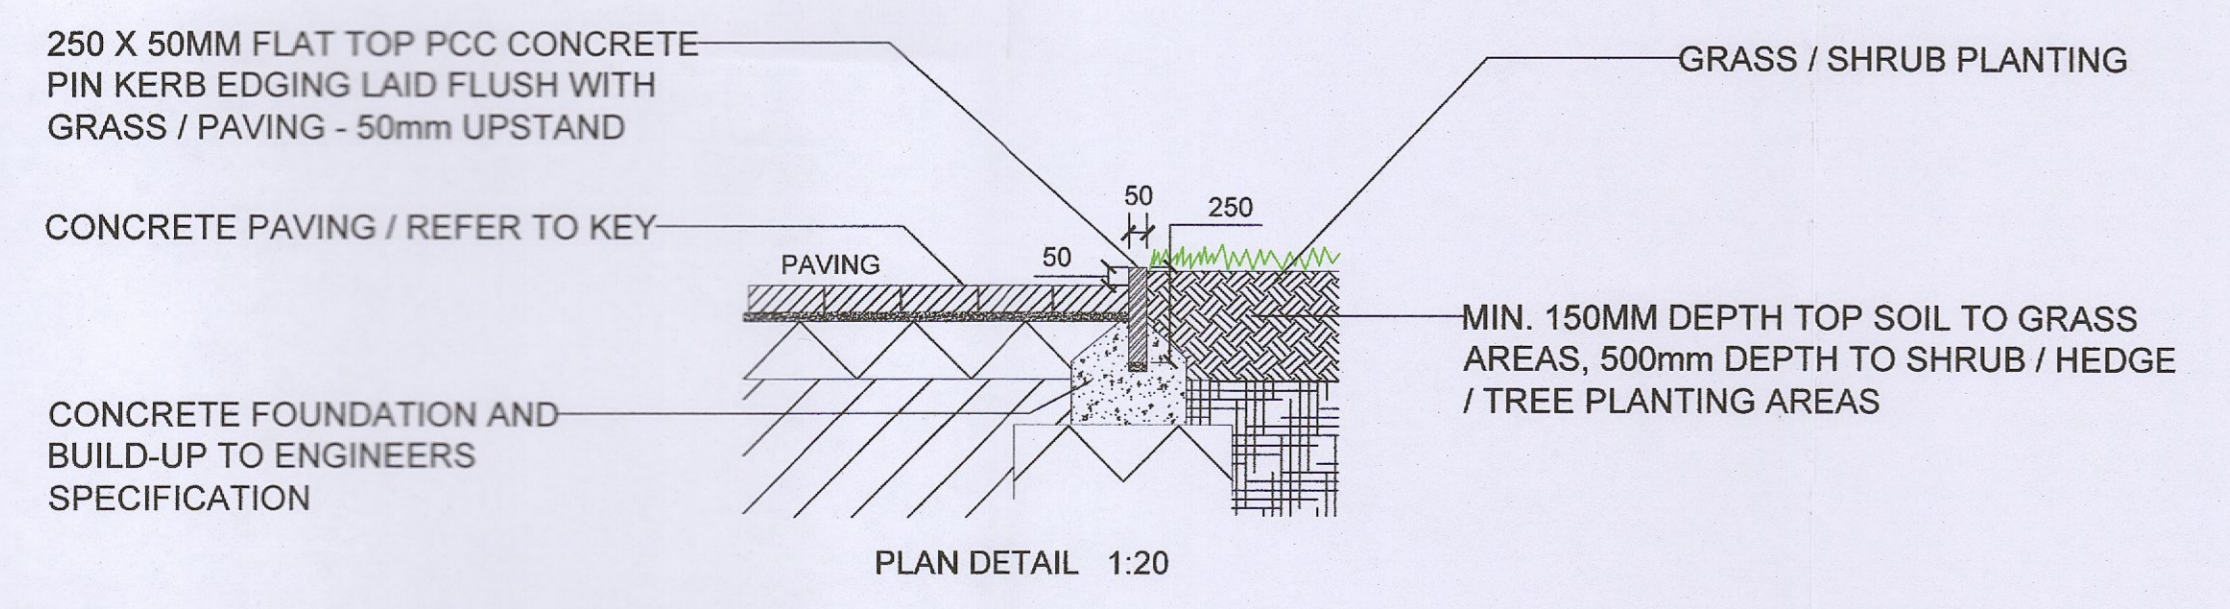 250 X 50MM FLAT TOP PCC CONCRETE
PIN KERB EDGING LAID FLUSH WITH
GRASS / PAVING - 50mm UPSTAND
GRASS / SHRUB PLANTING
CONCRETE PAVING / REFER TO KEY
50
250
50
PAVING
MIN. 150MM DEPTH TOP SOIL TO GRASS
AREAS, 500mm DEPTH TO SHRUB / HEDGE
/ TREE PLANTING AREAS
CONCRETE FOUNDATION AND
BUILD-UP TO ENGINEERS
SPECIFICATION
PLAN DETAIL 1:20